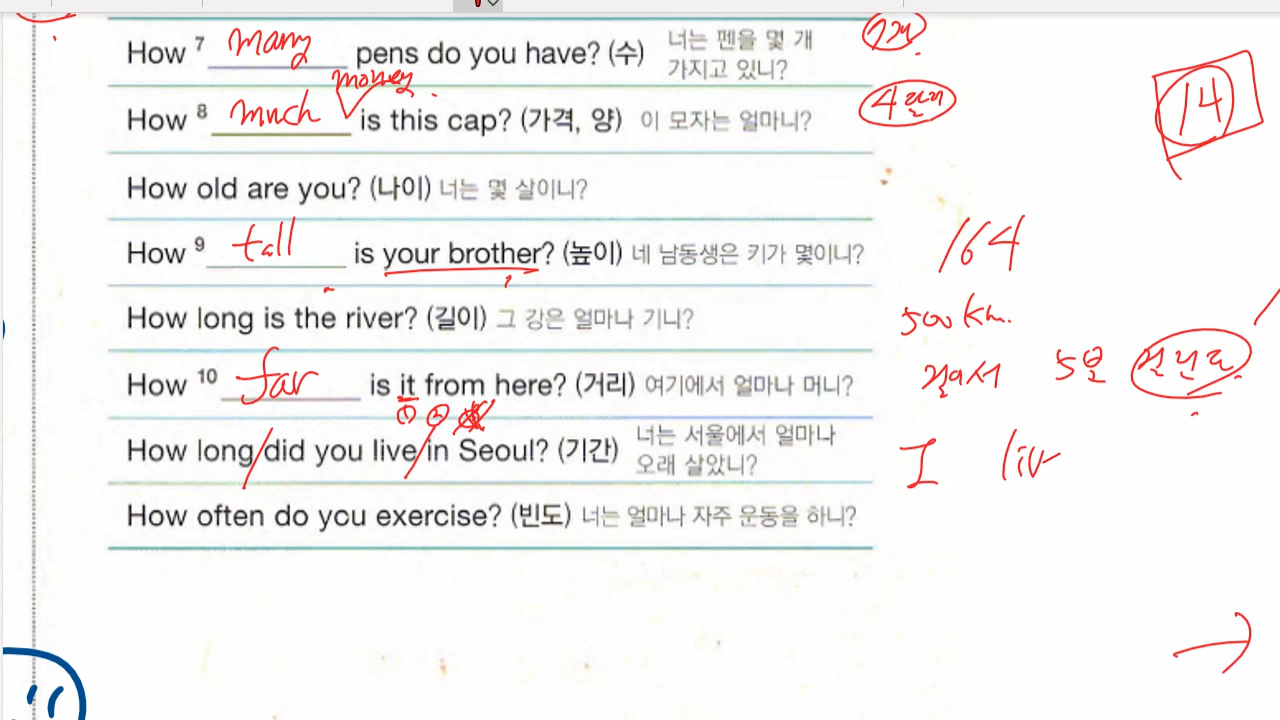 How 7 many pens do you have? (수) 너는 펜을 몇 개
가지고 있니?
money
How 8 much is this cap? (가격, 양) 이 모자는 얼마니? 4달러
14
How old are you? (나이) 너는 몇 살이니?
How 9 tall is your brother? (높이) 네 남동생은 키가 몇이니? 164
How long is the river? (길이) 그 강은 얼마나 기니? 500 km.
How 10 far is it from here? (거리) 여기에서 얼마나 머니? 걸어서 5분
① ②
How long/did you live/in Seoul? (기간) 너는 서울에서 얼마나
오래 살았니? I liv
How often do you exercise? (빈도) 너는 얼마나 자주 운동을 하니?